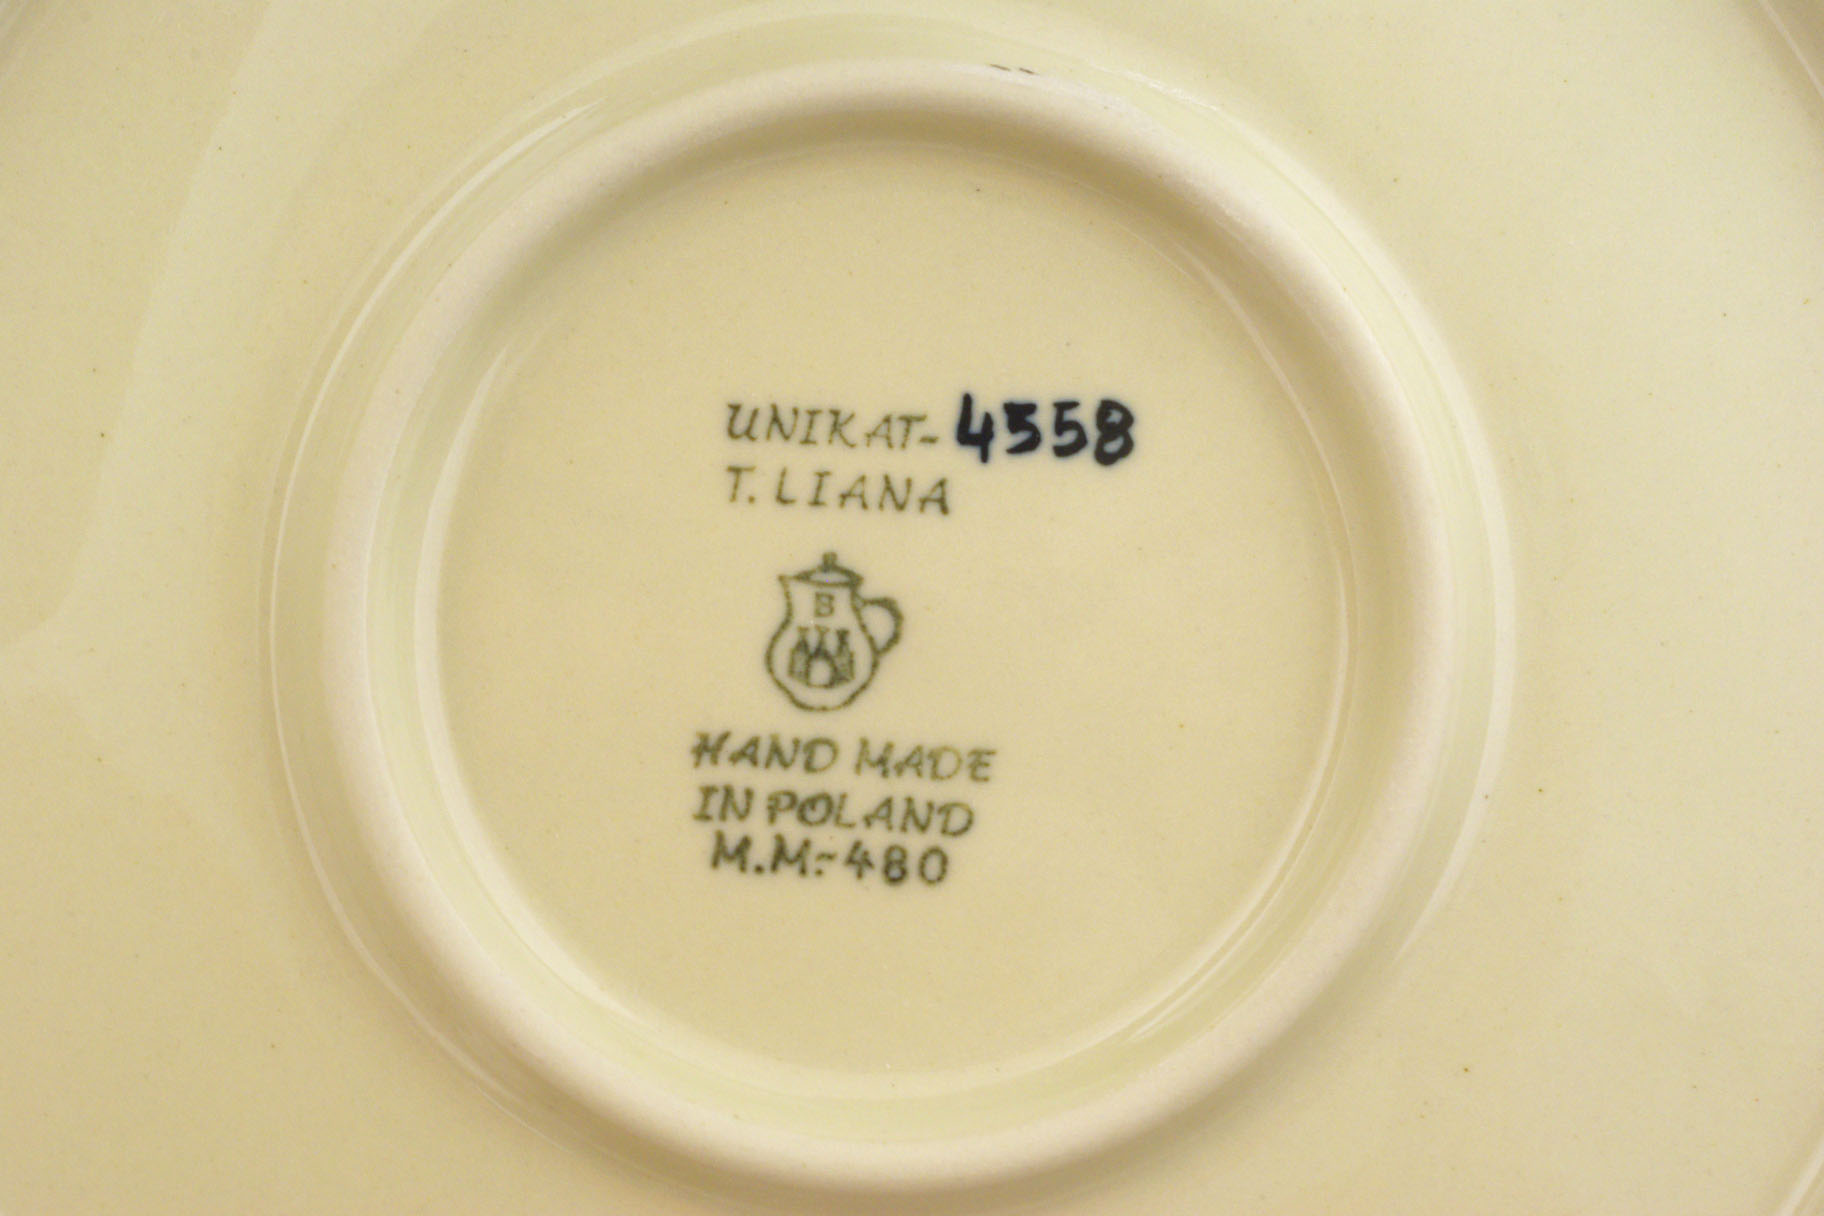 UNIKAT- 4558
T. LIANA
B
HAND MADE
IN POLAND
M.M.-480